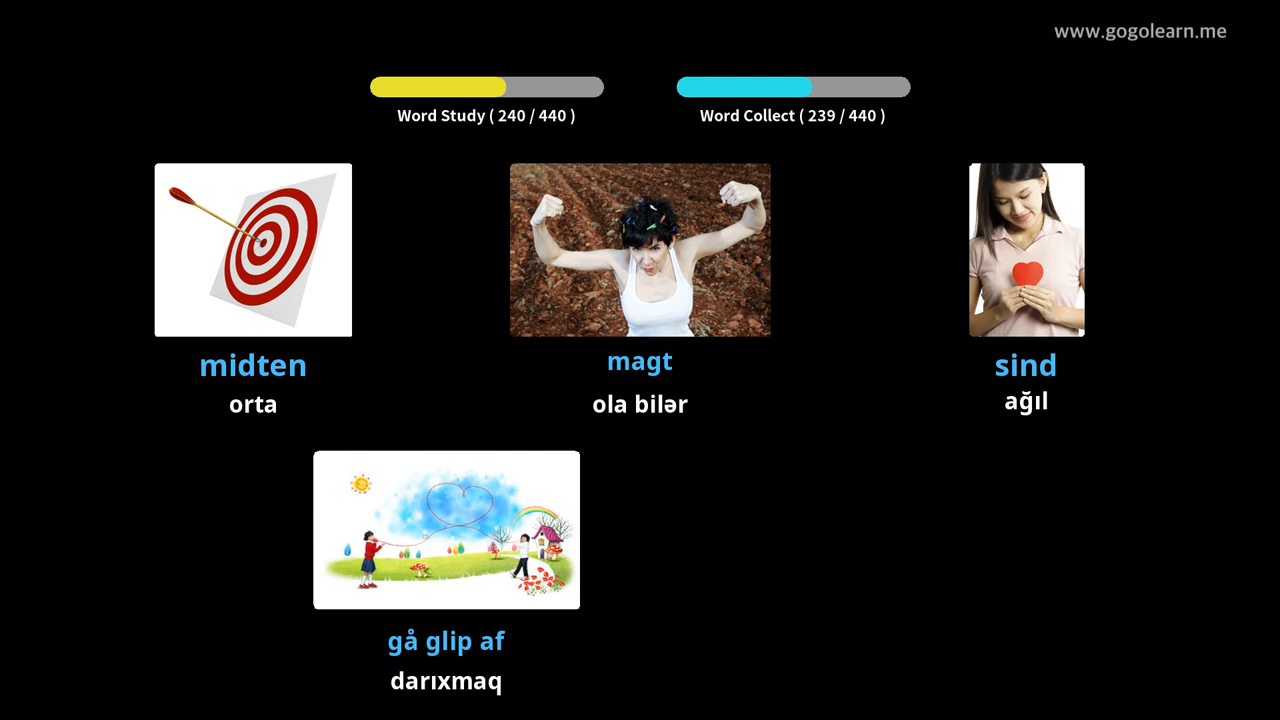 www.gogolearn.me
Word Study ( 240 / 440 )
Word Collect ( 239 / 440 )
midten
orta
magt
ola bilər
sind
ağıl
gå glip af
darıxmaq